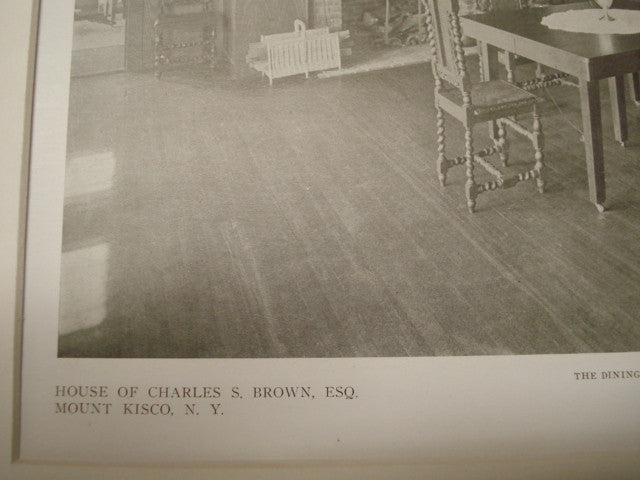 THE DINING
HOUSE OF CHARLES S. BROWN, ESQ.
MOUNT KISCO, N. Y.